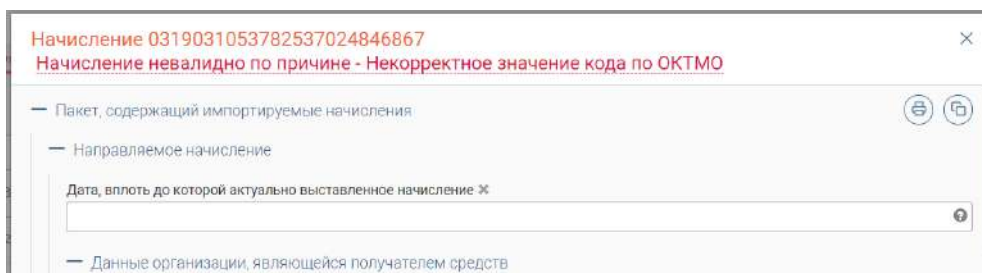 Начисление 0319031053782537024846867
Начисление невалидно по причине - Некорректное значение кода по ОКТМО
Пакет, содержащий импортируемые начисления
Направляемое начисление
Дата, вплоть до которой актуально выставленное начисление
Данные организации, являющейся получателем средств